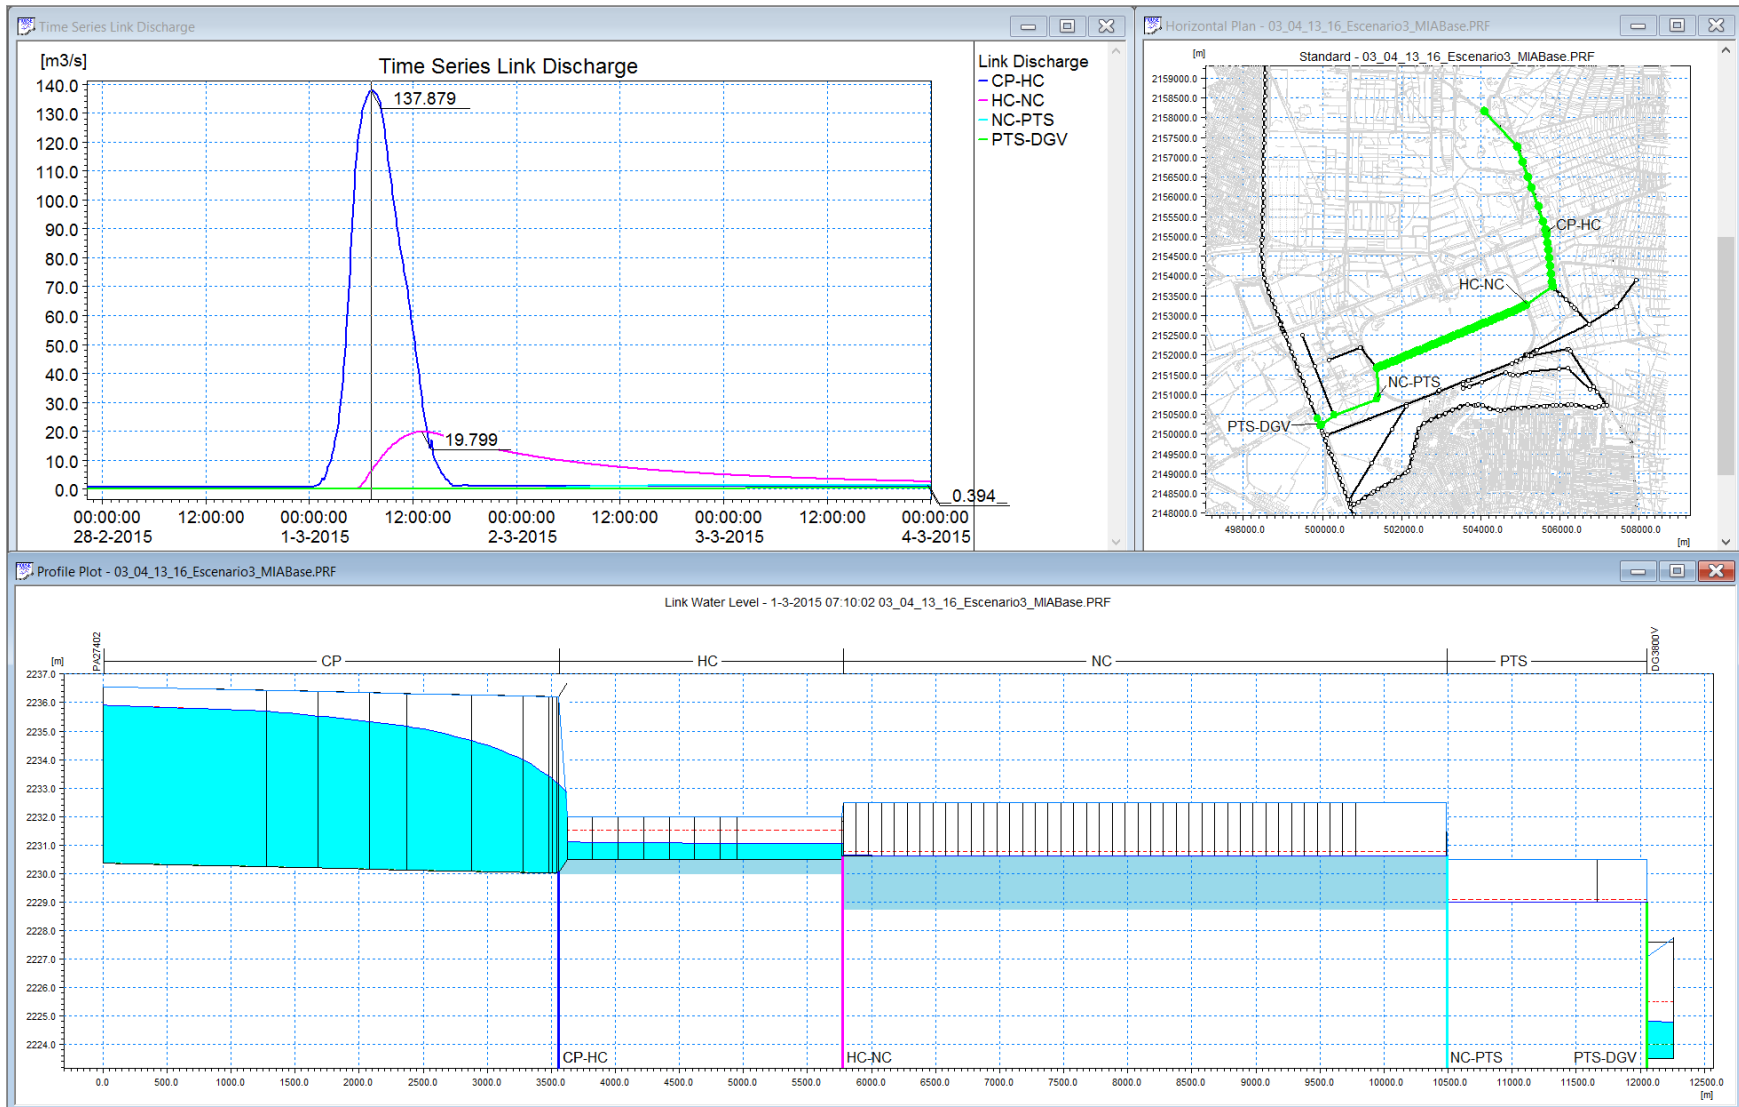 Time Series Link Discharge
[m3/s]
Time Series Link Discharge
140.0
130.0
120.0
110.0
100.0
90.0
80.0
70.0
60.0
50.0
40.0
30.0
20.0
10.0
0.0
137.879
19.799
0.394
00:00:00 12:00:00 00:00:00 12:00:00 00:00:00 12:00:00 00:00:00 12:00:00 00:00:00
28-2-2015 1-3-2015 2-3-2015 3-3-2015 4-3-2015
Link Discharge
CP-HC
HC-NC
NC-PTS
PTS-DGV
Horizontal Plan - 03_04_13_16_Escenario3_MIABase.PRF
[m]
Standard - 03_04_13_16_Escenario3_MIABase.PRF
2159000.0
2158500.0
2158000.0
2157500.0
2157000.0
2156500.0
2156000.0
2155500.0
2155000.0
2154500.0
2154000.0
2153500.0
2153000.0
2152500.0
2152000.0
2151500.0
2151000.0
2150500.0
2150000.0
2149500.0
2149000.0
2148500.0
2148000.0
CP-HC
HC-NC
NC-PTS
PTS-DGV
498000.0 500000.0 502000.0 504000.0 506000.0 508000.0
[m]
Profile Plot - 03_04_13_16_Escenario3_MIABase.PRF
Link Water Level - 1-3-2015 07:10:02 03_04_13_16_Escenario3_MIABase.PRF
PA27402
CP HC NC PTS
DG3800V
[m]
2237.0
2236.0
2235.0
2234.0
2233.0
2232.0
2231.0
2230.0
2229.0
2228.0
2227.0
2226.0
2225.0
2224.0
CP-HC HC-NC NC-PTS PTS-DGV
0.0 500.0 1000.0 1500.0 2000.0 2500.0 3000.0 3500.0 4000.0 4500.0 5000.0 5500.0 6000.0 6500.0 7000.0 7500.0 8000.0 8500.0 9000.0 9500.0 10000.0 10500.0 11000.0 11500.0 12000.0 12500.0
[m]